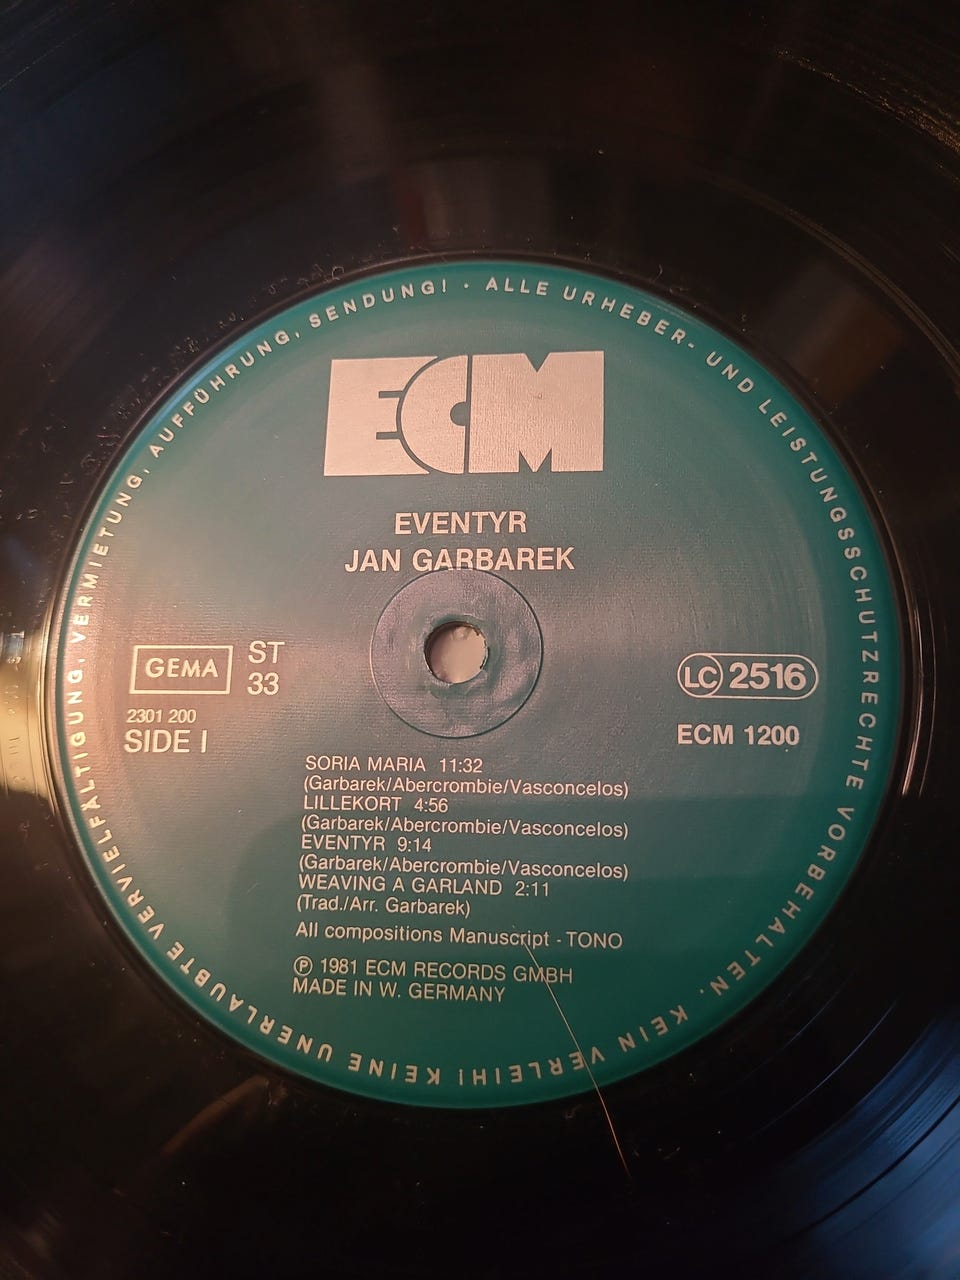 ALLE URHEBER- UND LEISTUNGSSCHUTZRECHTE VORBEHALTEN. KEIN VERLEIH! KEINE UNERLAUBTE VERVIELFÄLTIGUNG, VERMIETUNG, AUFFÜHRUNG, SENDUNG! •
ECM
EVENTYR
JAN GARBAREK
GEMA
ST
33
LC 2516
2301 200
SIDE I
ECM 1200
SORIA MARIA 11:32
(Garbarek/Abercrombie/Vasconcelos)
LILLEKORT 4:56
(Garbarek/Abercrombie/Vasconcelos)
EVENTYR 9:14
(Garbarek/Abercrombie/Vasconcelos)
WEAVING A GARLAND 2:11
(Trad./Arr. Garbarek)
All compositions Manuscript - TONO
℗ 1981 ECM RECORDS GMBH
MADE IN W. GERMANY